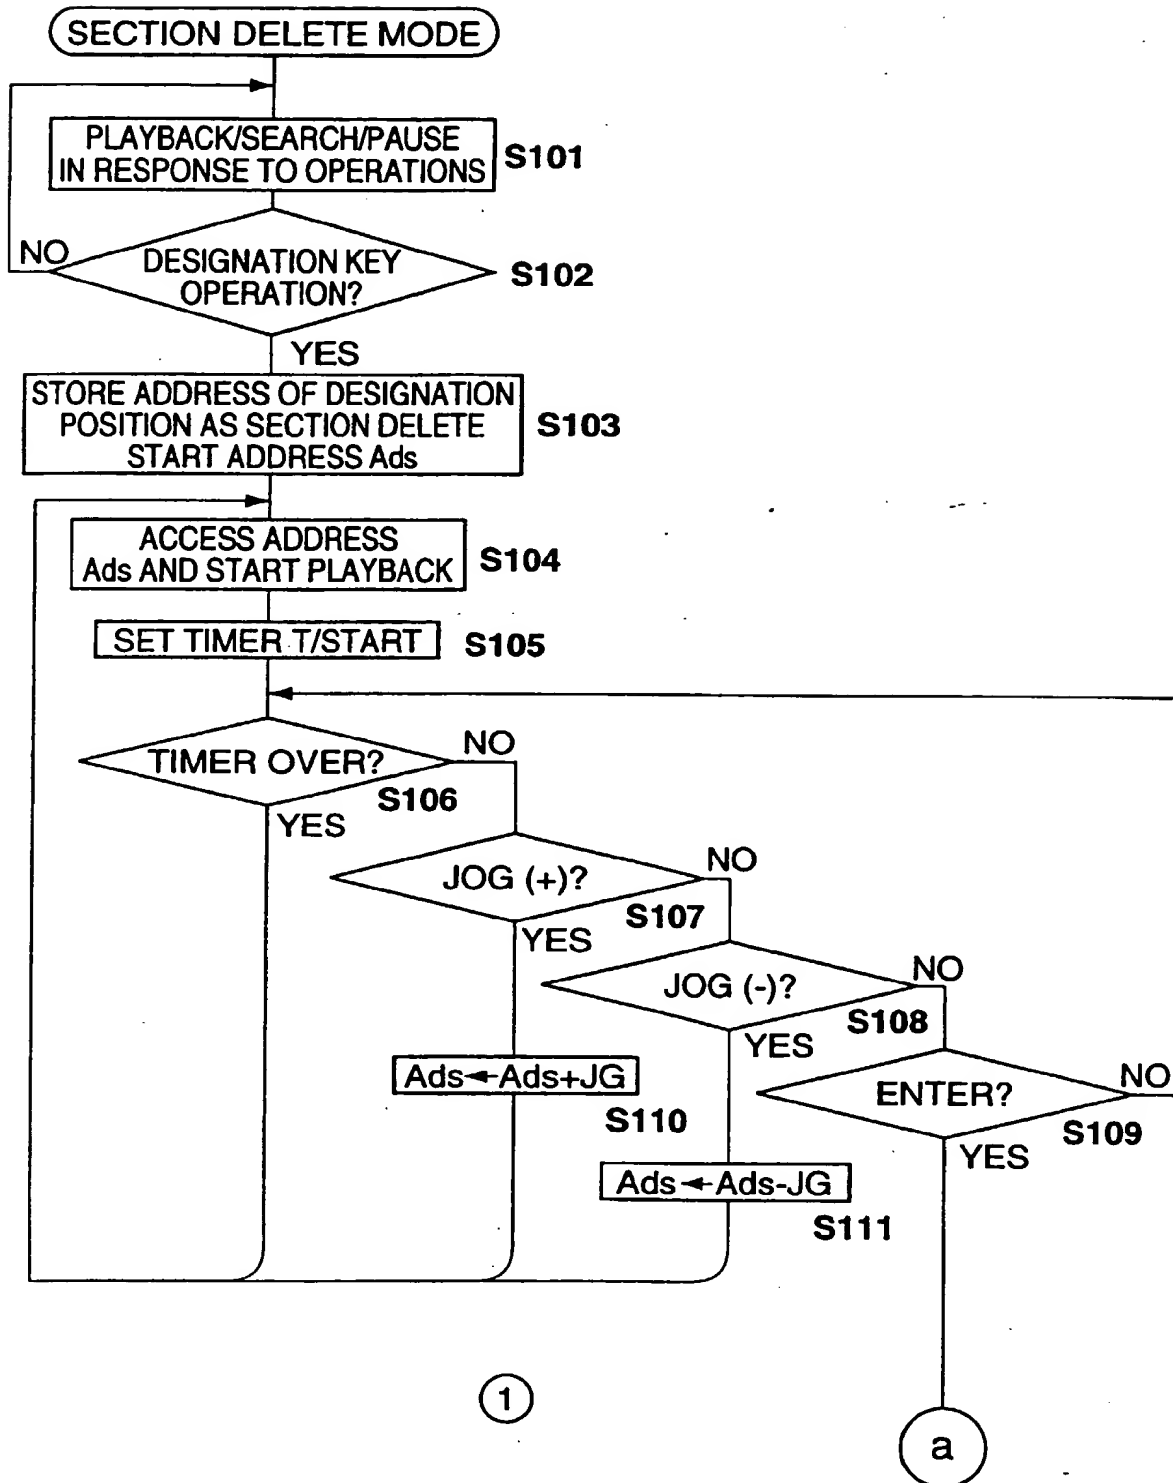 SECTION DELETE MODE
PLAYBACK/SEARCH/PAUSE
IN RESPONSE TO OPERATIONS
S101
NO
DESIGNATION KEY
OPERATION?
S102
YES
STORE ADDRESS OF DESIGNATION
POSITION AS SECTION DELETE
START ADDRESS Ads
S103
ACCESS ADDRESS
Ads AND START PLAYBACK
S104
SET TIMER T/START
S105
TIMER OVER?
NO
S106
YES
JOG (+)?
NO
S107
YES
JOG (-)?
NO
S108
YES
Ads←Ads+JG
S110
ENTER?
NO
S109
YES
Ads←Ads-JG
S111
1
a